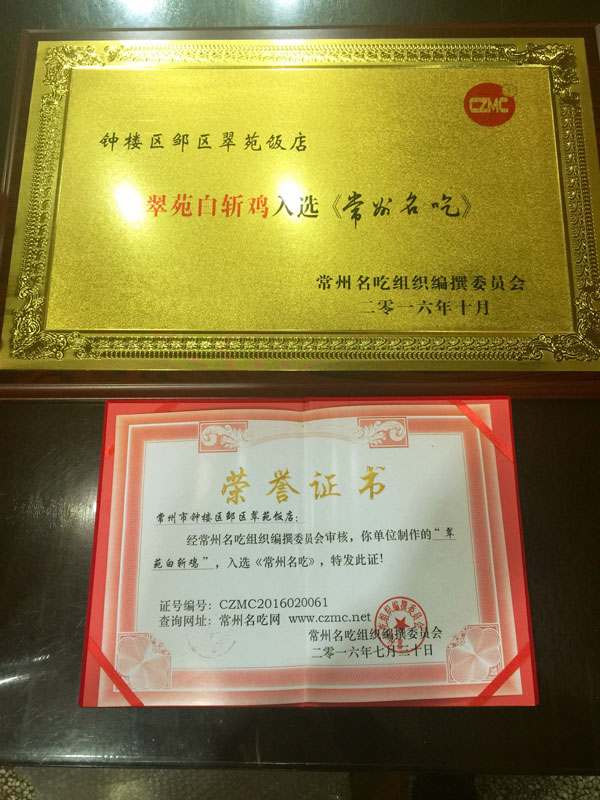 CZMC
钟楼区邹区翠苑饭店
翠苑白斩鸡入选《常州名吃》
常州名吃组织编撰委员会
二零一六年十月
荣誉证书
常州市钟楼区邹区翠苑饭店：
经常州名吃组织编撰委员会审核，你单位制作的“翠
苑白斩鸡”，入选《常州名吃》，特发此证！
证号编号：CZMC2016020061
查询网址：常州名吃网 www.czmc.net
常州名吃组织编撰委员会
二零一六年七月二十日